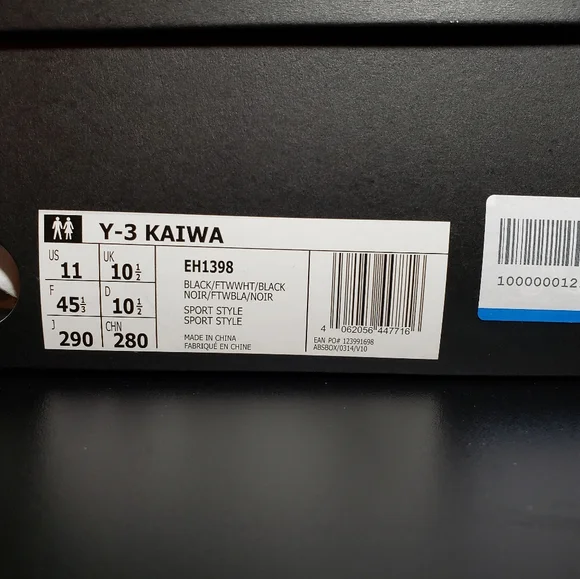 Y-3 KAIWA
US 11 UK 10½
F 45⅓ D 10½
J 290 CHN 280
EH1398
BLACK/FTWWHT/BLACK
NOIR/FTWBLA/NOIR
SPORT STYLE
SPORT STYLE
MADE IN CHINA
FABRIQUÉ EN CHINE
4 062056 447716
EAN PO# 123991698
ABSBOX/0314/V10
100000012